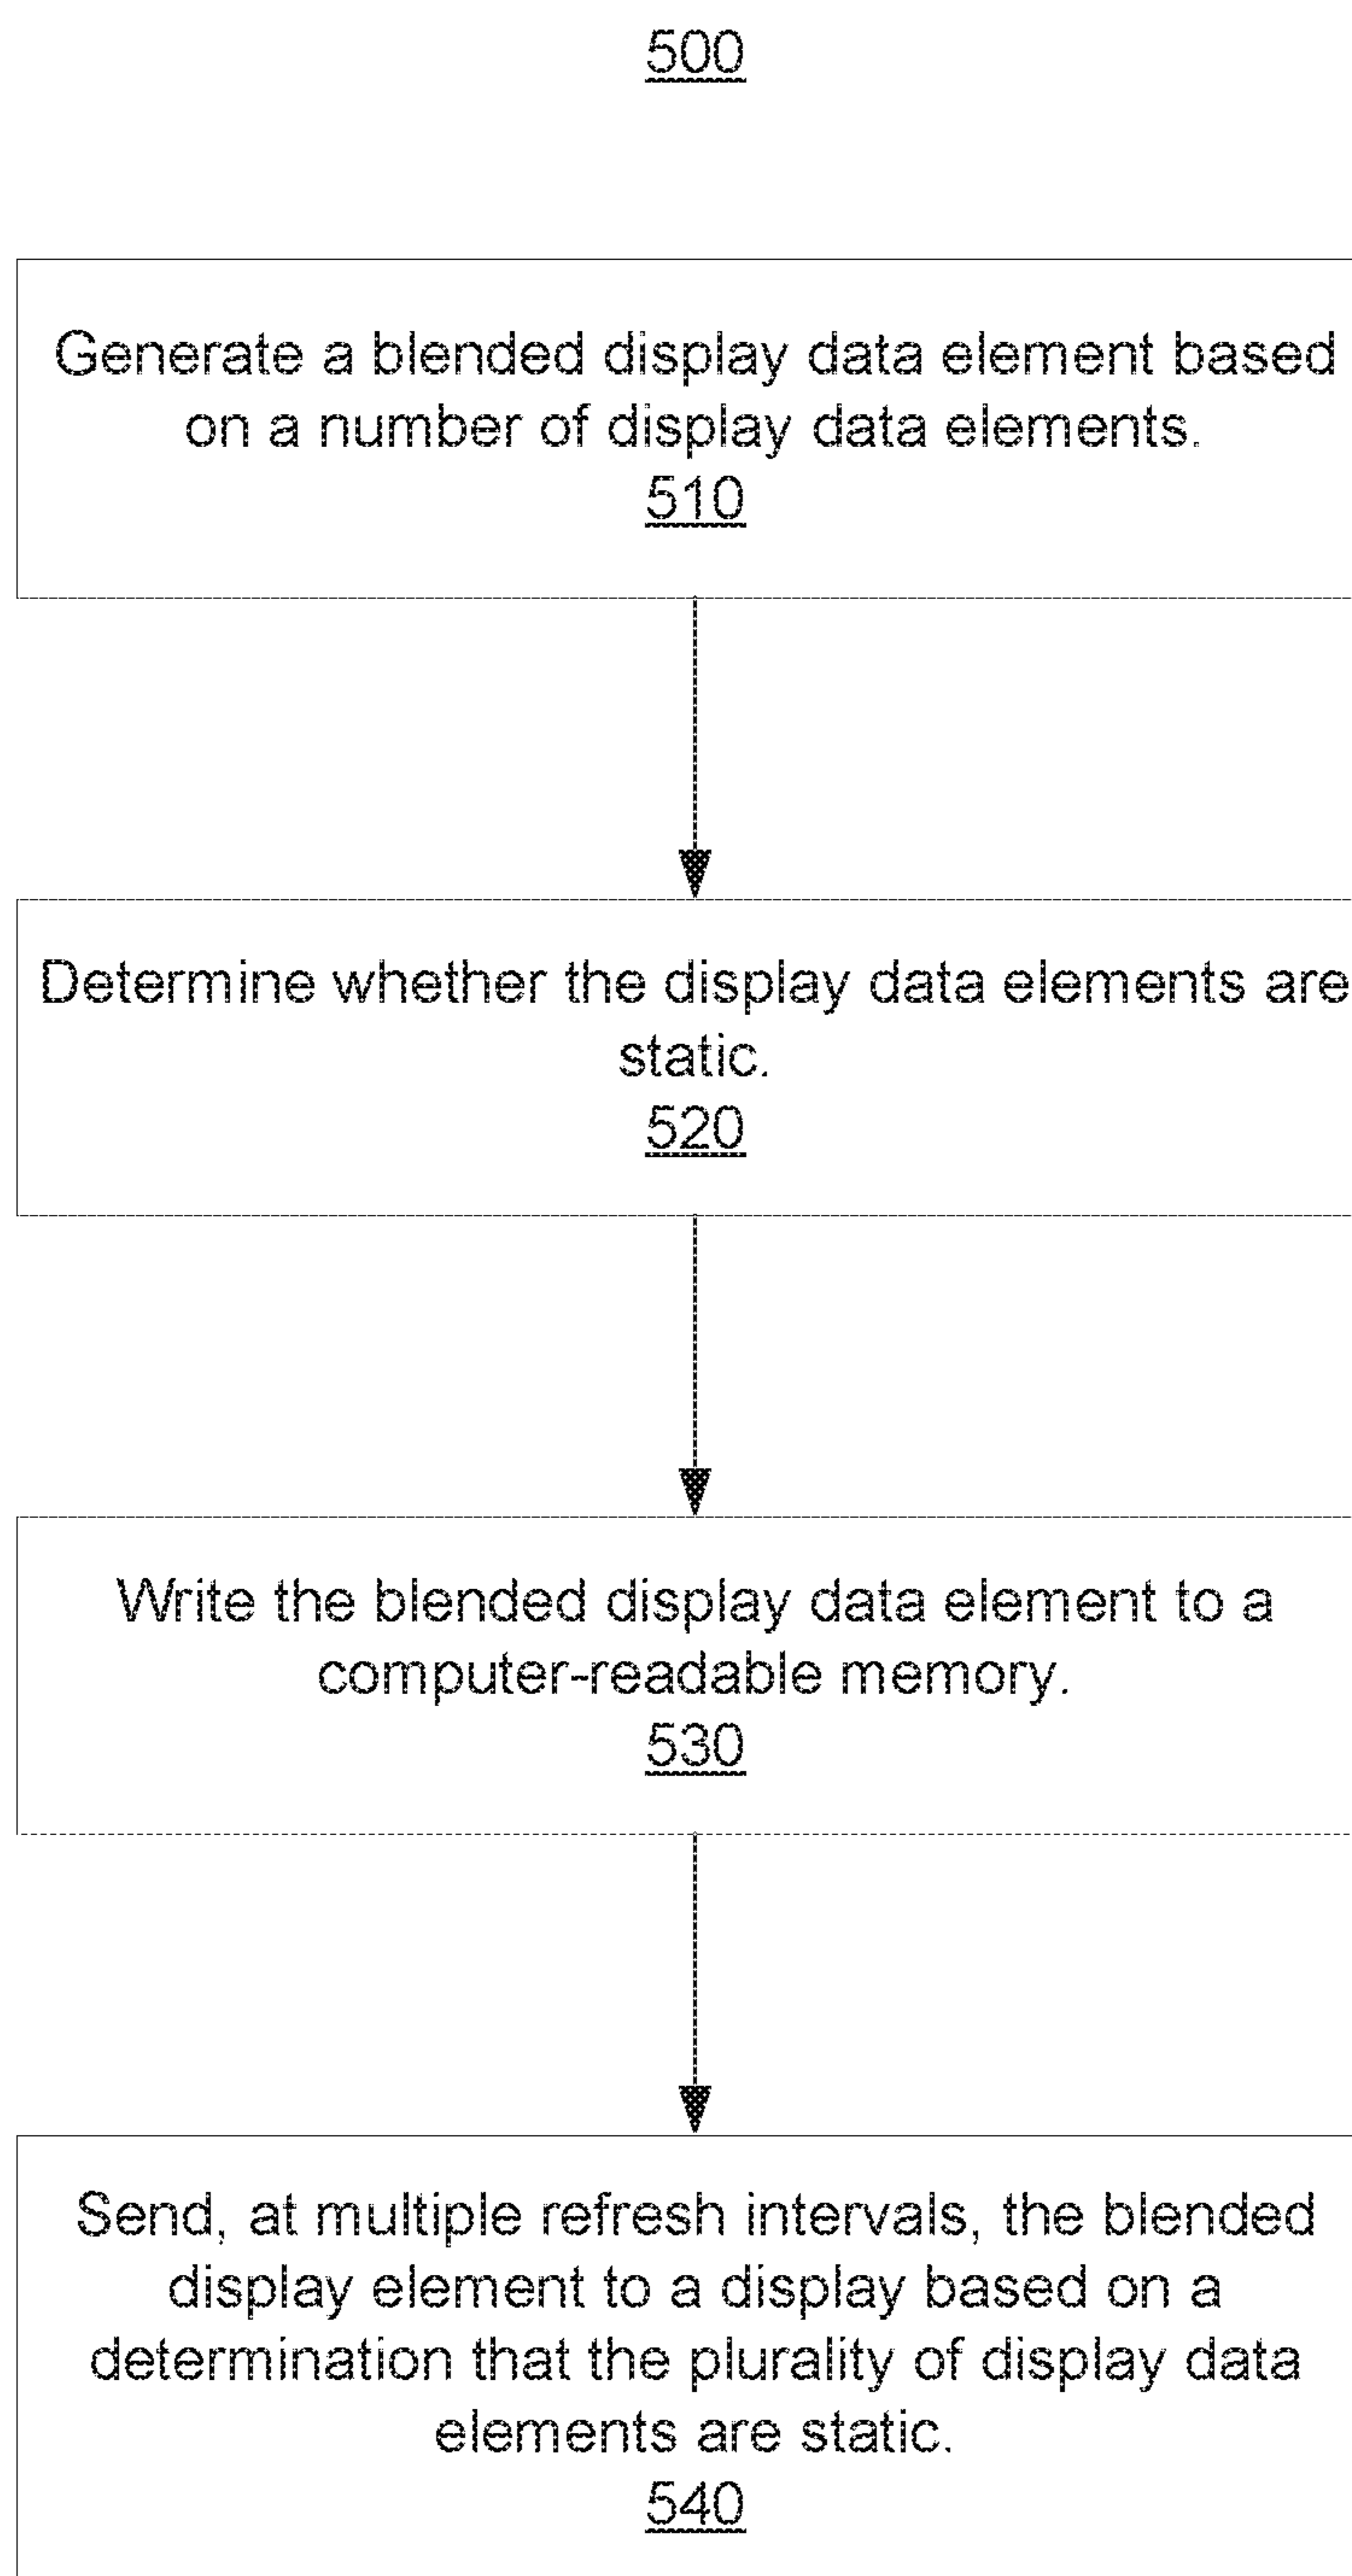 500
Generate a blended display data element based
on a number of display data elements.
510
Determine whether the display data elements are
static.
520
Write the blended display data element to a
computer-readable memory.
530
Send, at multiple refresh intervals, the blended
display element to a display based on a
determination that the plurality of display data
elements are static.
540